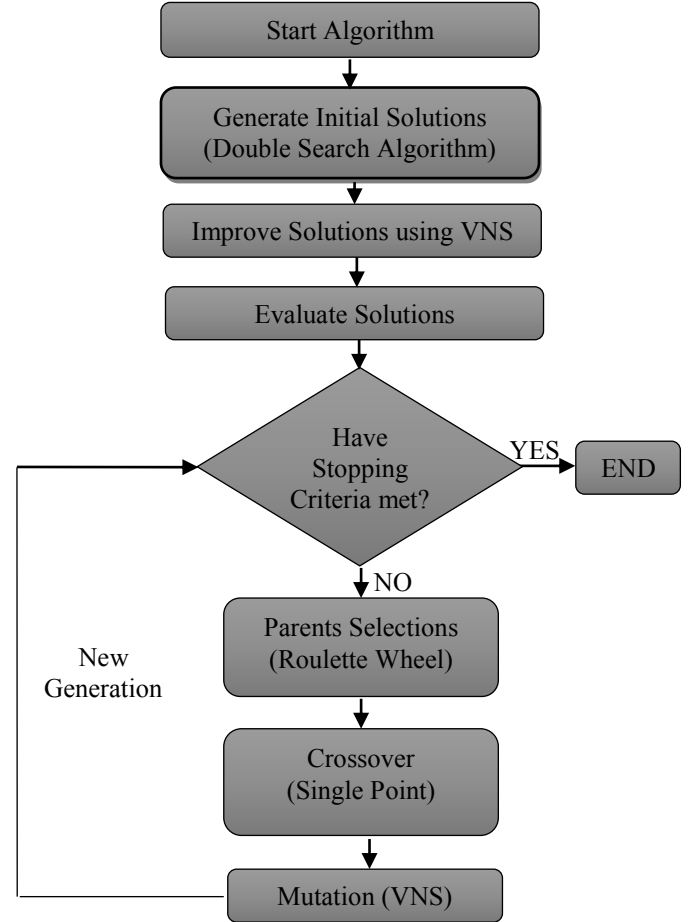 Start Algorithm
Generate Initial Solutions
(Double Search Algorithm)
Improve Solutions using VNS
Evaluate Solutions
Have
Stopping
Criteria met?
YES
END
NO
Parents Selections
(Roulette Wheel)
New
Generation
Crossover
(Single Point)
Mutation (VNS)